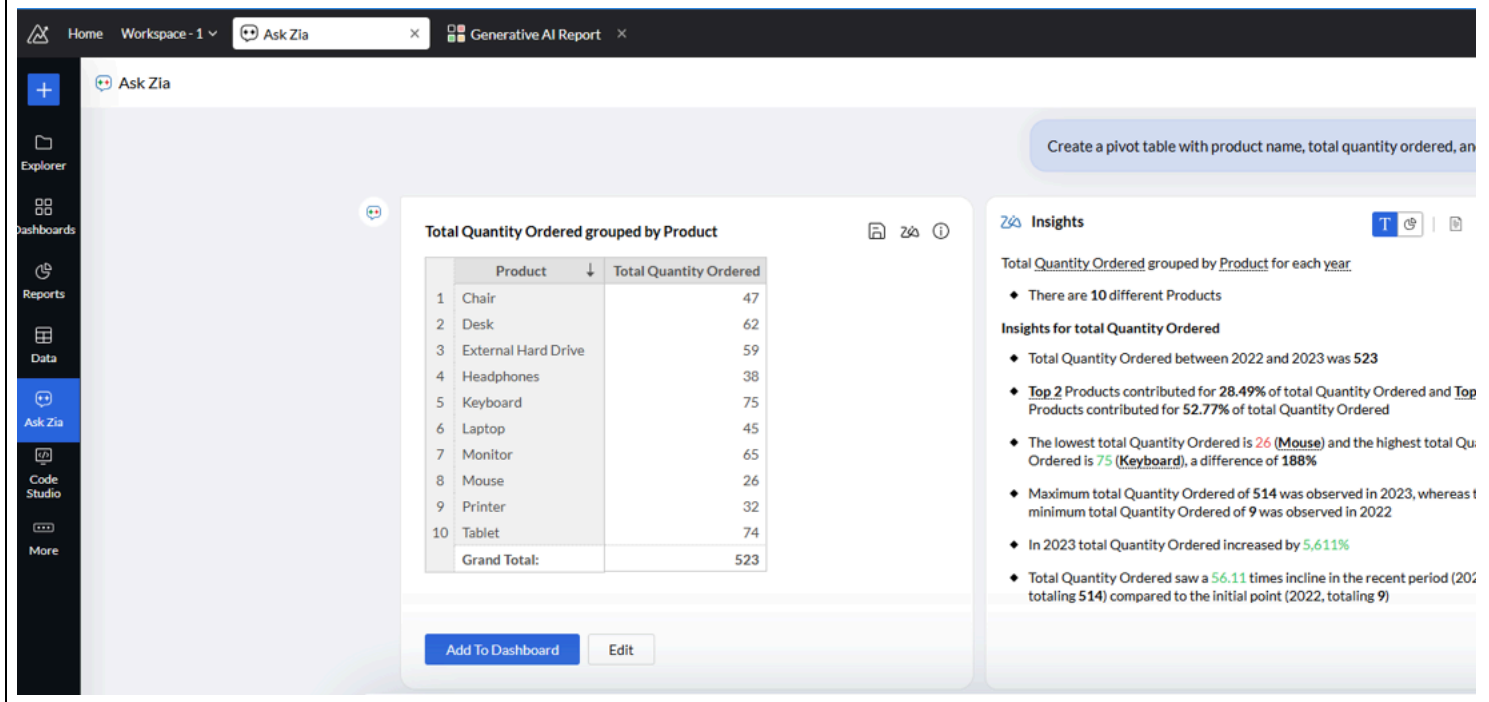 Home Workspace - 1 Ask Zia × Generative AI Report ×
Ask Zia
Explorer
Dashboards
Reports
Data
Ask Zia
Code
Studio
More
Create a pivot table with product name, total quantity ordered, an
Total Quantity Ordered grouped by Product
Product ↓ Total Quantity Ordered
1 Chair 47
2 Desk 62
3 External Hard Drive 59
4 Headphones 38
5 Keyboard 75
6 Laptop 45
7 Monitor 65
8 Mouse 26
9 Printer 32
10 Tablet 74
Grand Total: 523
Add To Dashboard Edit
Zia Insights T
Total Quantity Ordered grouped by Product for each year
There are 10 different Products
Insights for total Quantity Ordered
Total Quantity Ordered between 2022 and 2023 was 523
Top 2 Products contributed for 28.49% of total Quantity Ordered and Top
Products contributed for 52.77% of total Quantity Ordered
The lowest total Quantity Ordered is 26 (Mouse) and the highest total Qu
Ordered is 75 (Keyboard), a difference of 188%
Maximum total Quantity Ordered of 514 was observed in 2023, whereas t
minimum total Quantity Ordered of 9 was observed in 2022
In 2023 total Quantity Ordered increased by 5,611%
Total Quantity Ordered saw a 56.11 times incline in the recent period (202
totaling 514) compared to the initial point (2022, totaling 9)